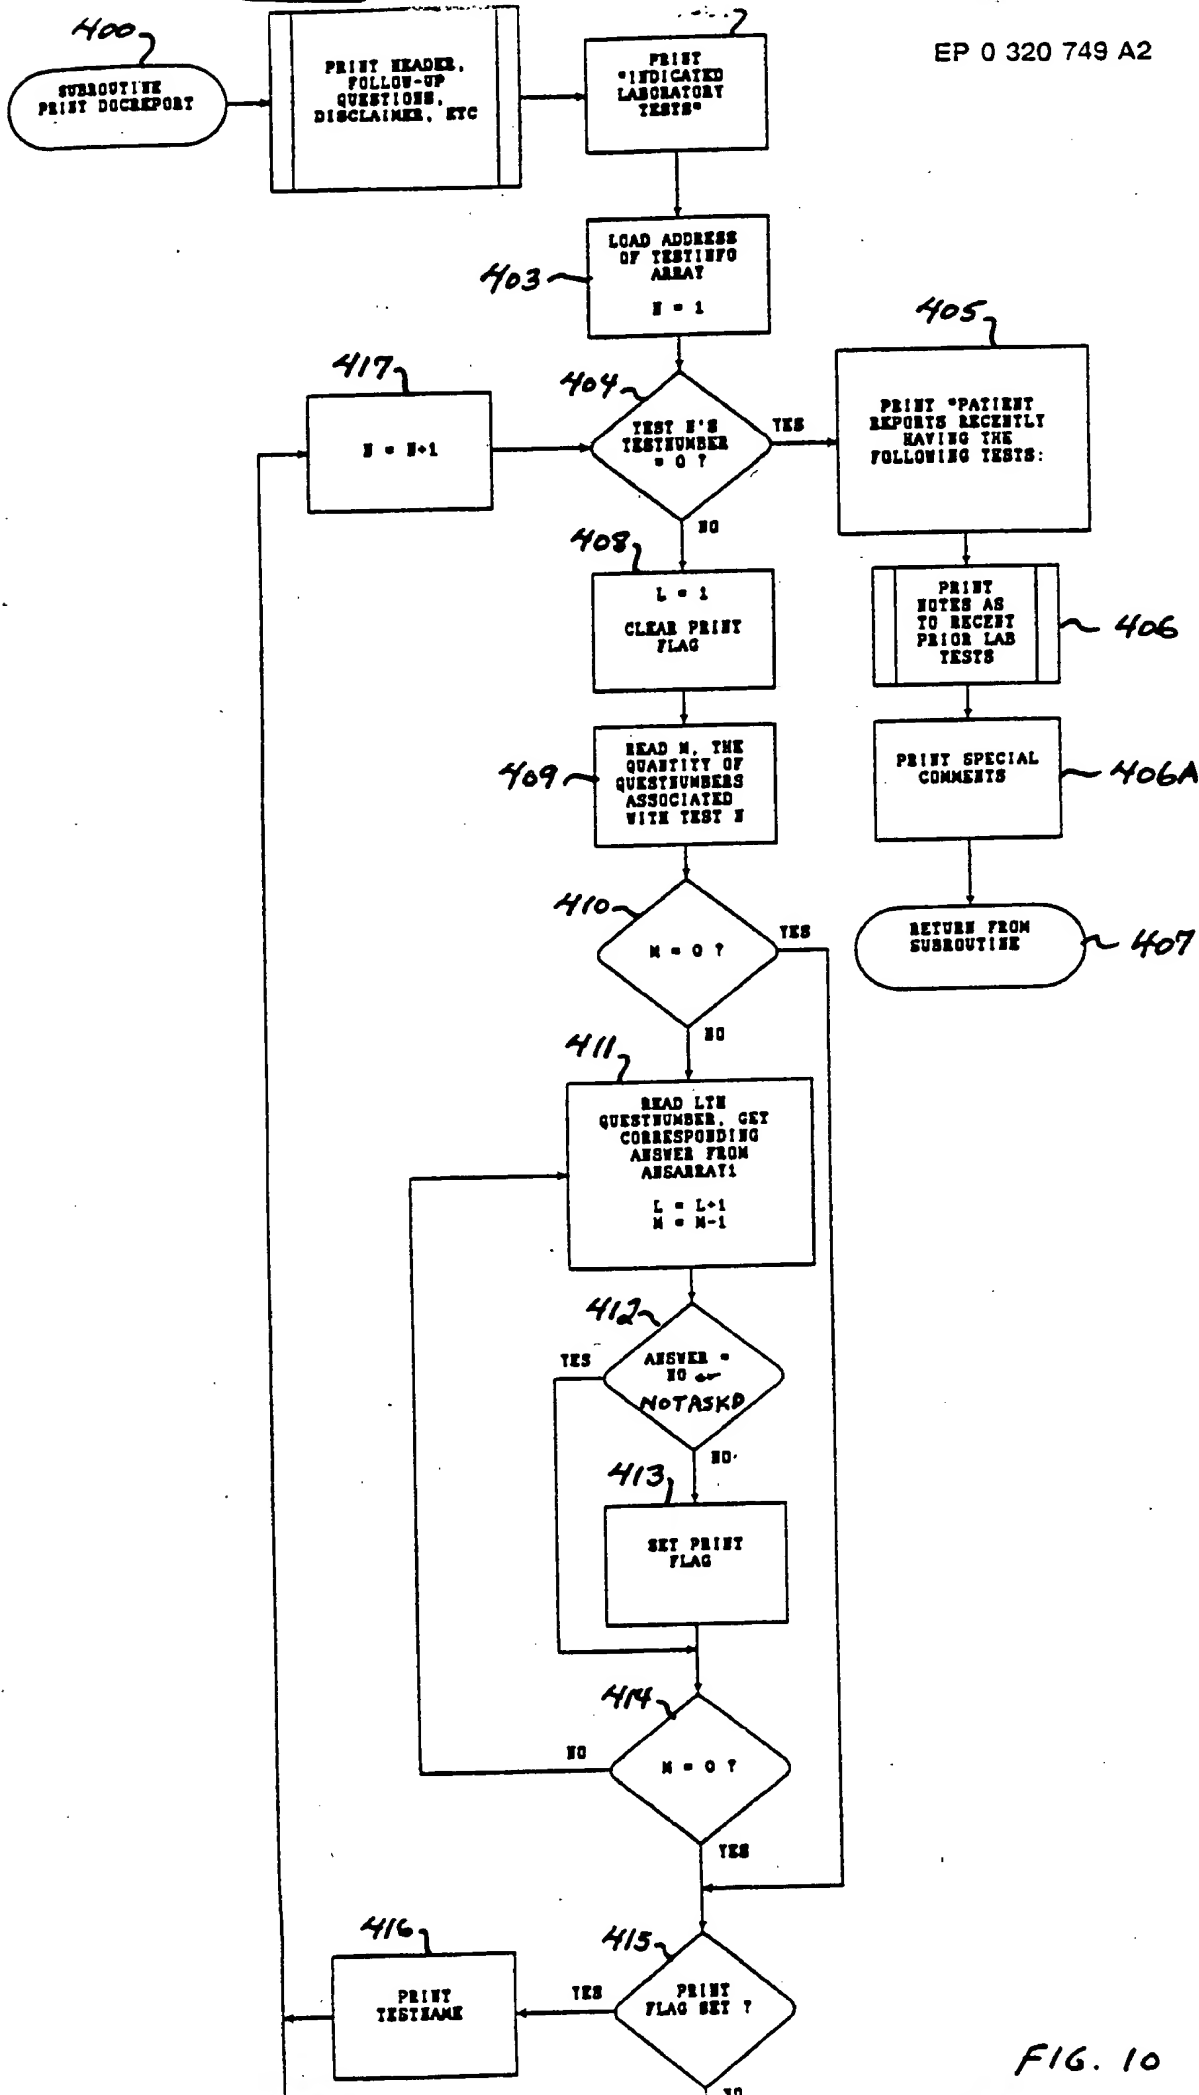 400
EP 0 320 749 A2
SUBROUTINE
PRINT DOCREPORT
PRINT HEADER,
FOLLOW-UP
QUESTIONS,
DISCLAIMER, ETC
PRINT
"INDICATED
LABORATORY
TESTS"
403
LOAD ADDRESS
OF TESTINFO
ARRAY
N = 1
405
417
404
N = N+1
TEST N'S
TESTNUMBER
= 0 ?
YES
NO
PRINT "PATIENT
REPORTS RECENTLY
HAVING THE
FOLLOWING TESTS:
408
L = 1
CLEAR PRINT
FLAG
PRINT
NOTES AS
TO RECENT
PRIOR LAB
TESTS
406
409
READ M, THE
QUANTITY OF
QUESTNUMBERS
ASSOCIATED
WITH TEST N
PRINT SPECIAL
COMMENTS
406A
410
M = 0 ?
YES
NO
RETURN FROM
SUBROUTINE
407
411
READ LTH
QUESTNUMBER, GET
CORRESPONDING
ANSWER FROM
ANSARRAY1
L = L+1
M = M-1
412
YES
ANSWER =
NO or
NOTASKD
NO
413
SET PRINT
FLAG
414
NO
M = 0 ?
YES
416
415
PRINT
TESTNAME
YES
PRINT
FLAG SET ?
NO
FIG. 10